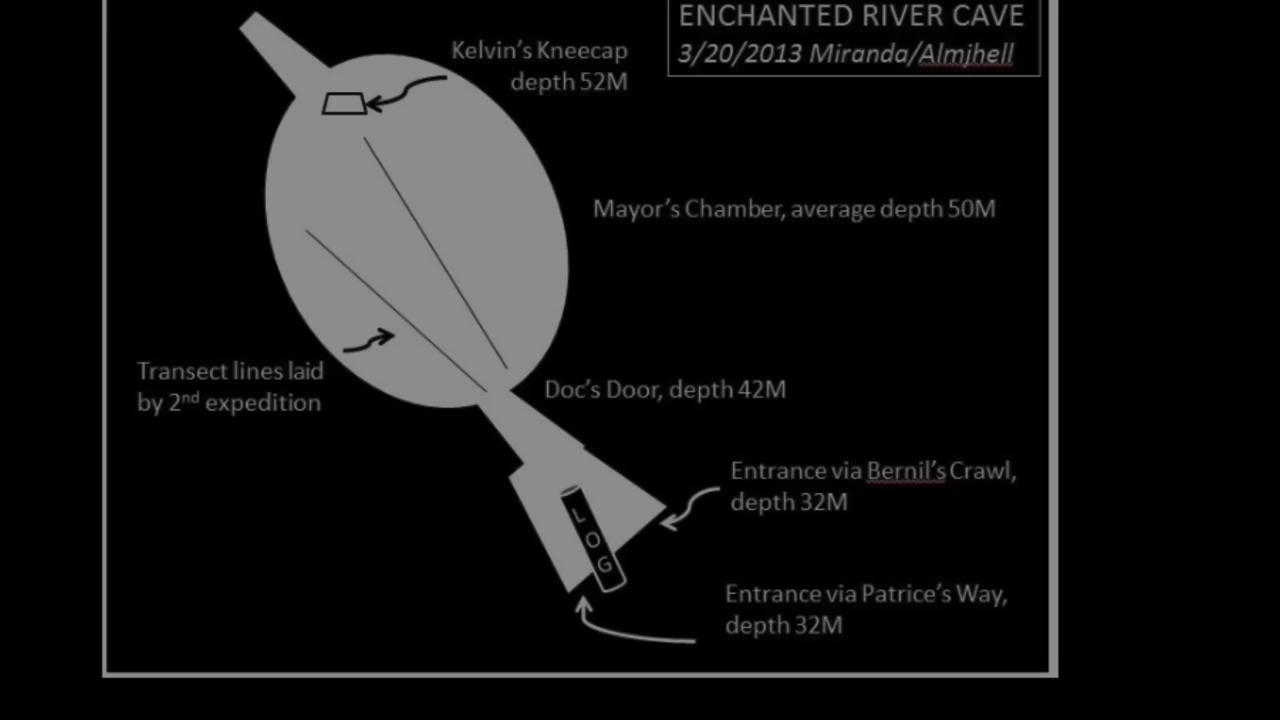 ENCHANTED RIVER CAVE
3/20/2013 Miranda/Almjhell
Kelvin's Kneecap
depth 52M
Mayor's Chamber, average depth 50M
Transect lines laid
by 2nd expedition
Doc's Door, depth 42M
Entrance via Bernil's Crawl,
depth 32M
LOG
Entrance via Patrice's Way,
depth 32M